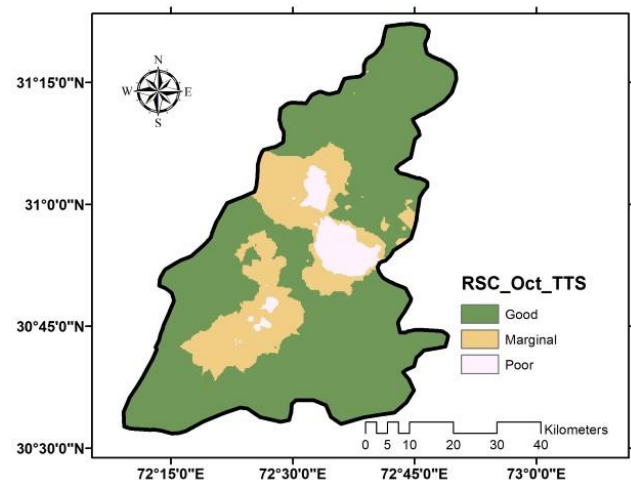 N
W E
S
31°15'0"N
31°0'0"N
30°45'0"N
30°30'0"N
RSC_Oct_TTS
Good
Marginal
Poor
Kilometers
0 5 10 20 30 40
72°15'0"E 72°30'0"E 72°45'0"E 73°0'0"E